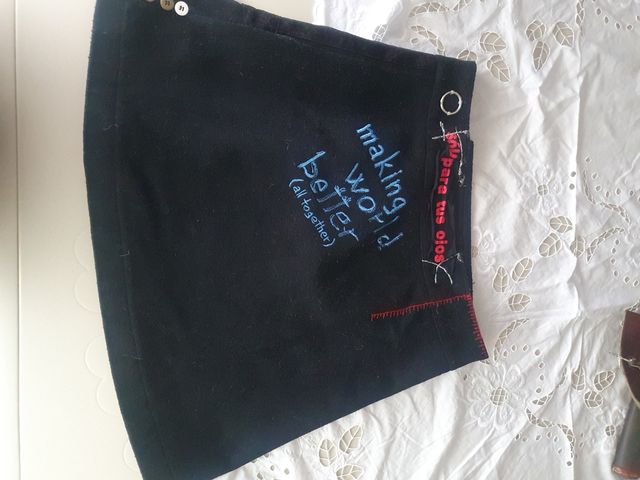 para tus ojos
making
world
better
(all together)